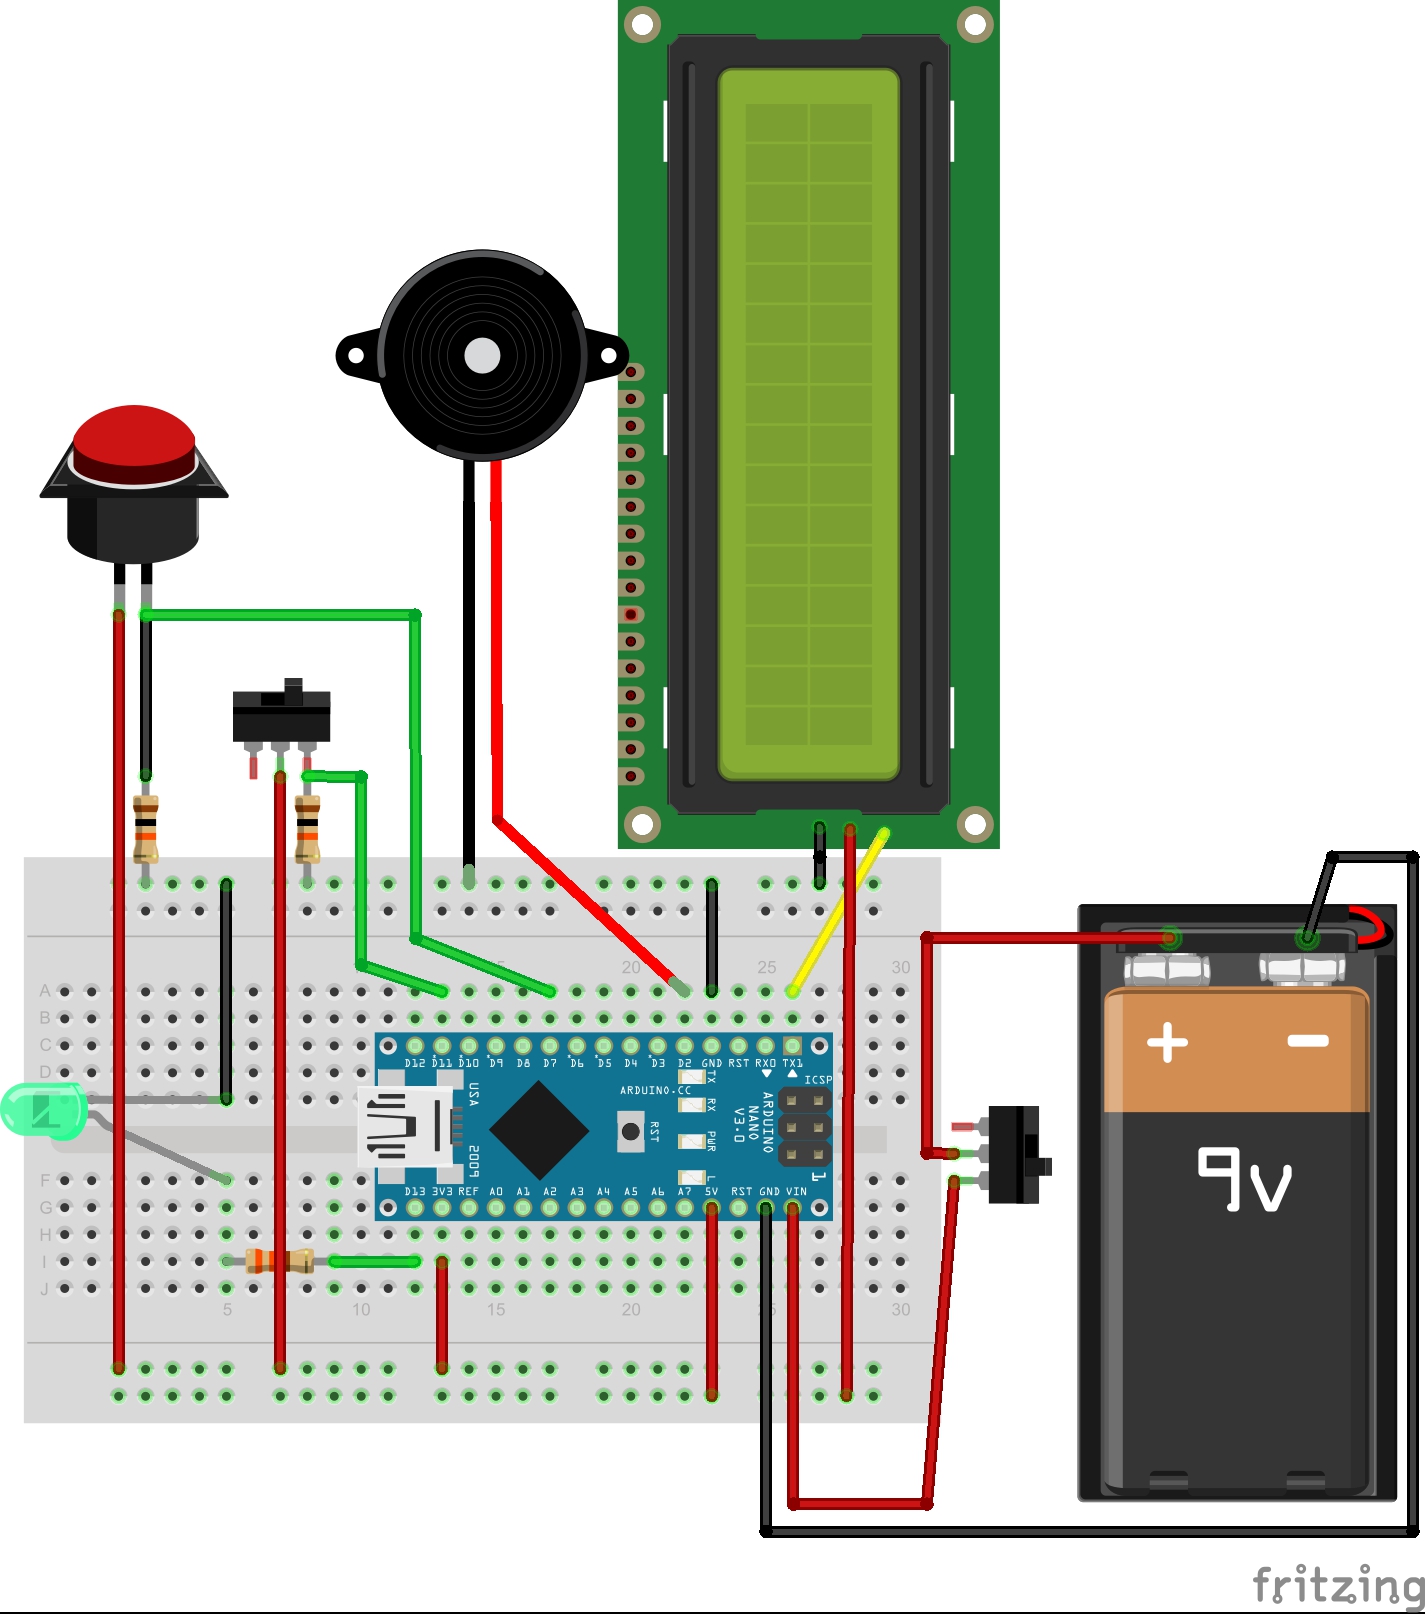 15 20 25 30
A
B
C
D
D12 D11 D10 D9 D8 D7 D6 D5 D4 D3 D2 GND RST RX0 TX1
TX
RX
PWR
L
USA
2009
ARDUINO.CC
RST
ARDUINO
NANO
V3.0
ICSP
1
D13 3V3 REF A0 A1 A2 A3 A4 A5 A6 A7 5V RST GND VIN
F
G
H
I
J
5 10 15 20 25 30
+ −
9V
fritzing